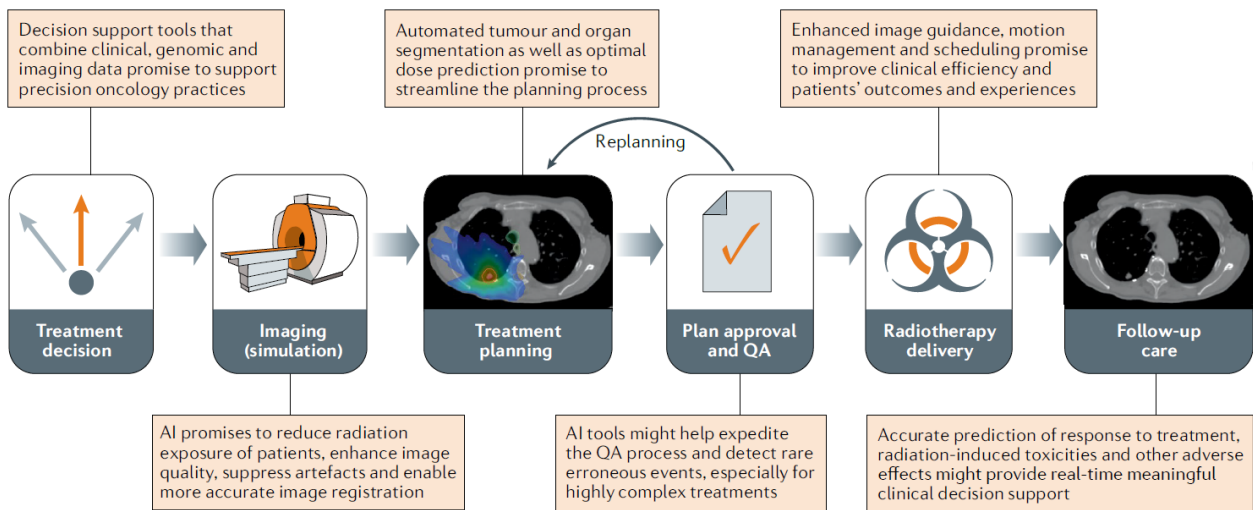 Decision support tools that
combine clinical, genomic and
imaging data promise to support
precision oncology practices
Automated tumour and organ
segmentation as well as optimal
dose prediction promise to
streamline the planning process
Enhanced image guidance, motion
management and scheduling promise
to improve clinical efficiency and
patients' outcomes and experiences
Replanning
Treatment
decision
Imaging
(simulation)
Treatment
planning
Plan approval
and QA
Radiotherapy
delivery
Follow-up
care
AI promises to reduce radiation
exposure of patients, enhance image
quality, suppress artefacts and enable
more accurate image registration
AI tools might help expedite
the QA process and detect rare
erroneous events, especially for
highly complex treatments
Accurate prediction of response to treatment,
radiation-induced toxicities and other adverse
effects might provide real-time meaningful
clinical decision support